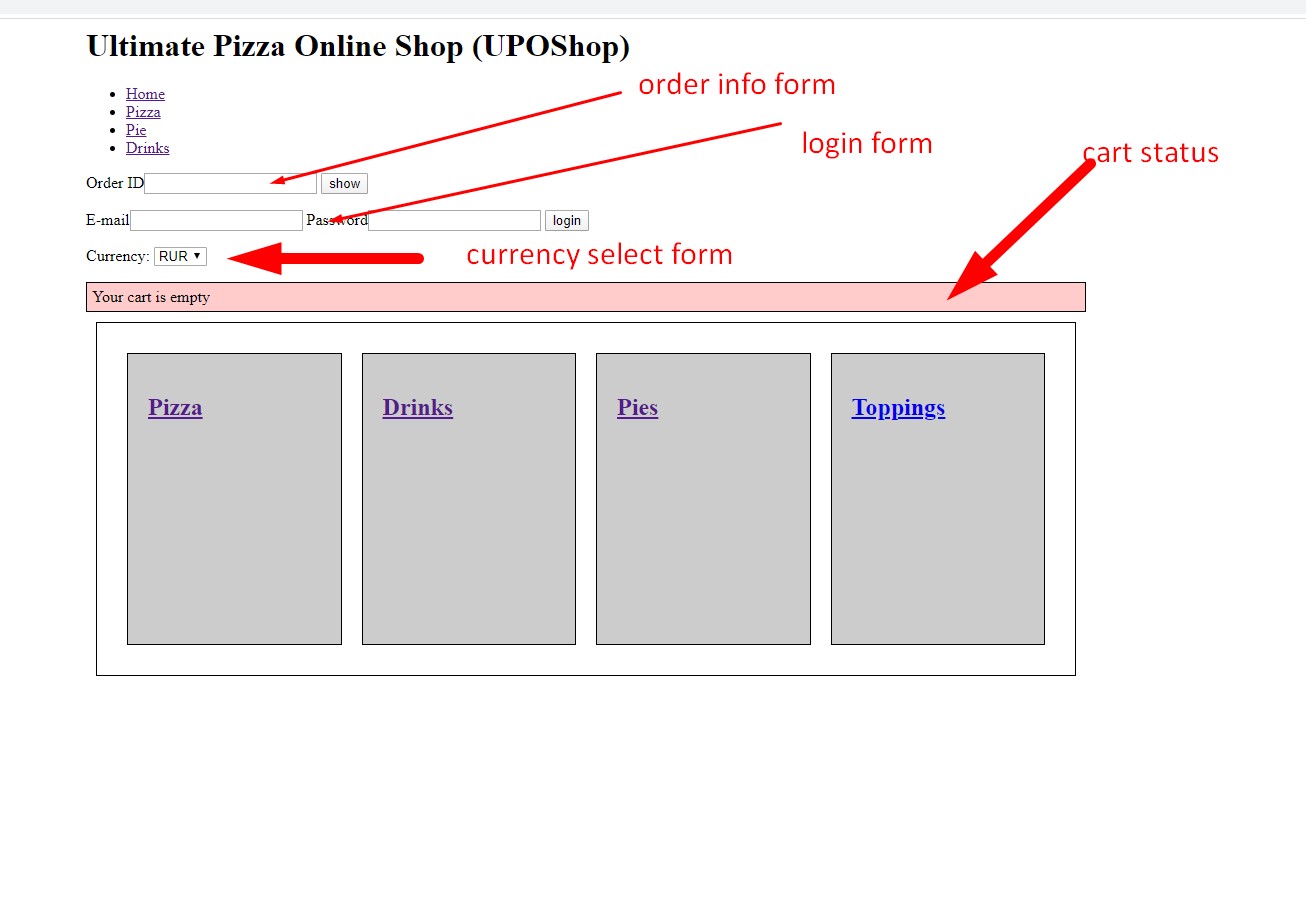 Ultimate Pizza Online Shop (UPOShop)
order info form
Home
Pizza
Pie
Drinks
login form
cart status
Order ID show
E-mail Password login
Currency: RUR
currency select form
Your cart is empty
Pizza Drinks Pies Toppings